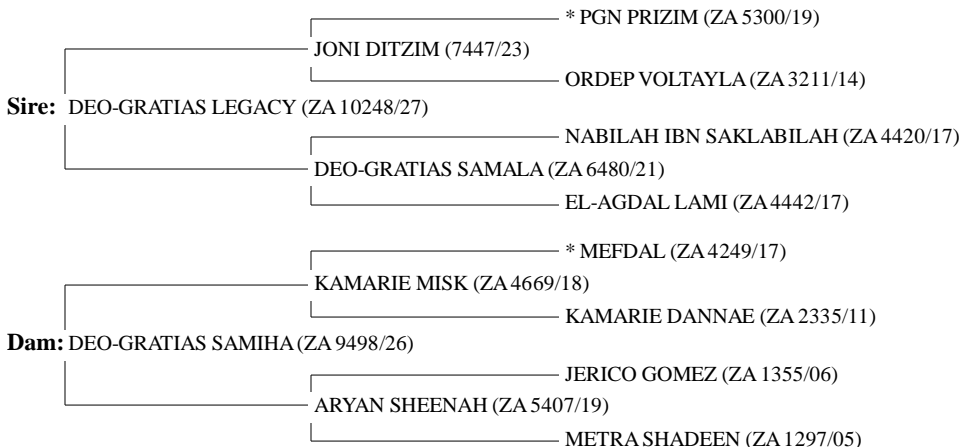 * PGN PRIZIM (ZA 5300/19)
JONI DITZIM (7447/23)
ORDEP VOLTAYLA (ZA 3211/14)
Sire: DEO-GRATIAS LEGACY (ZA 10248/27)
NABILAH IBN SAKLABILAH (ZA 4420/17)
DEO-GRATIAS SAMALA (ZA 6480/21)
EL-AGDAL LAMI (ZA 4442/17)
* MEFDAL (ZA 4249/17)
KAMARIE MISK (ZA 4669/18)
KAMARIE DANNAE (ZA 2335/11)
Dam: DEO-GRATIAS SAMIHA (ZA 9498/26)
JERICO GOMEZ (ZA 1355/06)
ARYAN SHEENAH (ZA 5407/19)
METRA SHADEEN (ZA 1297/05)